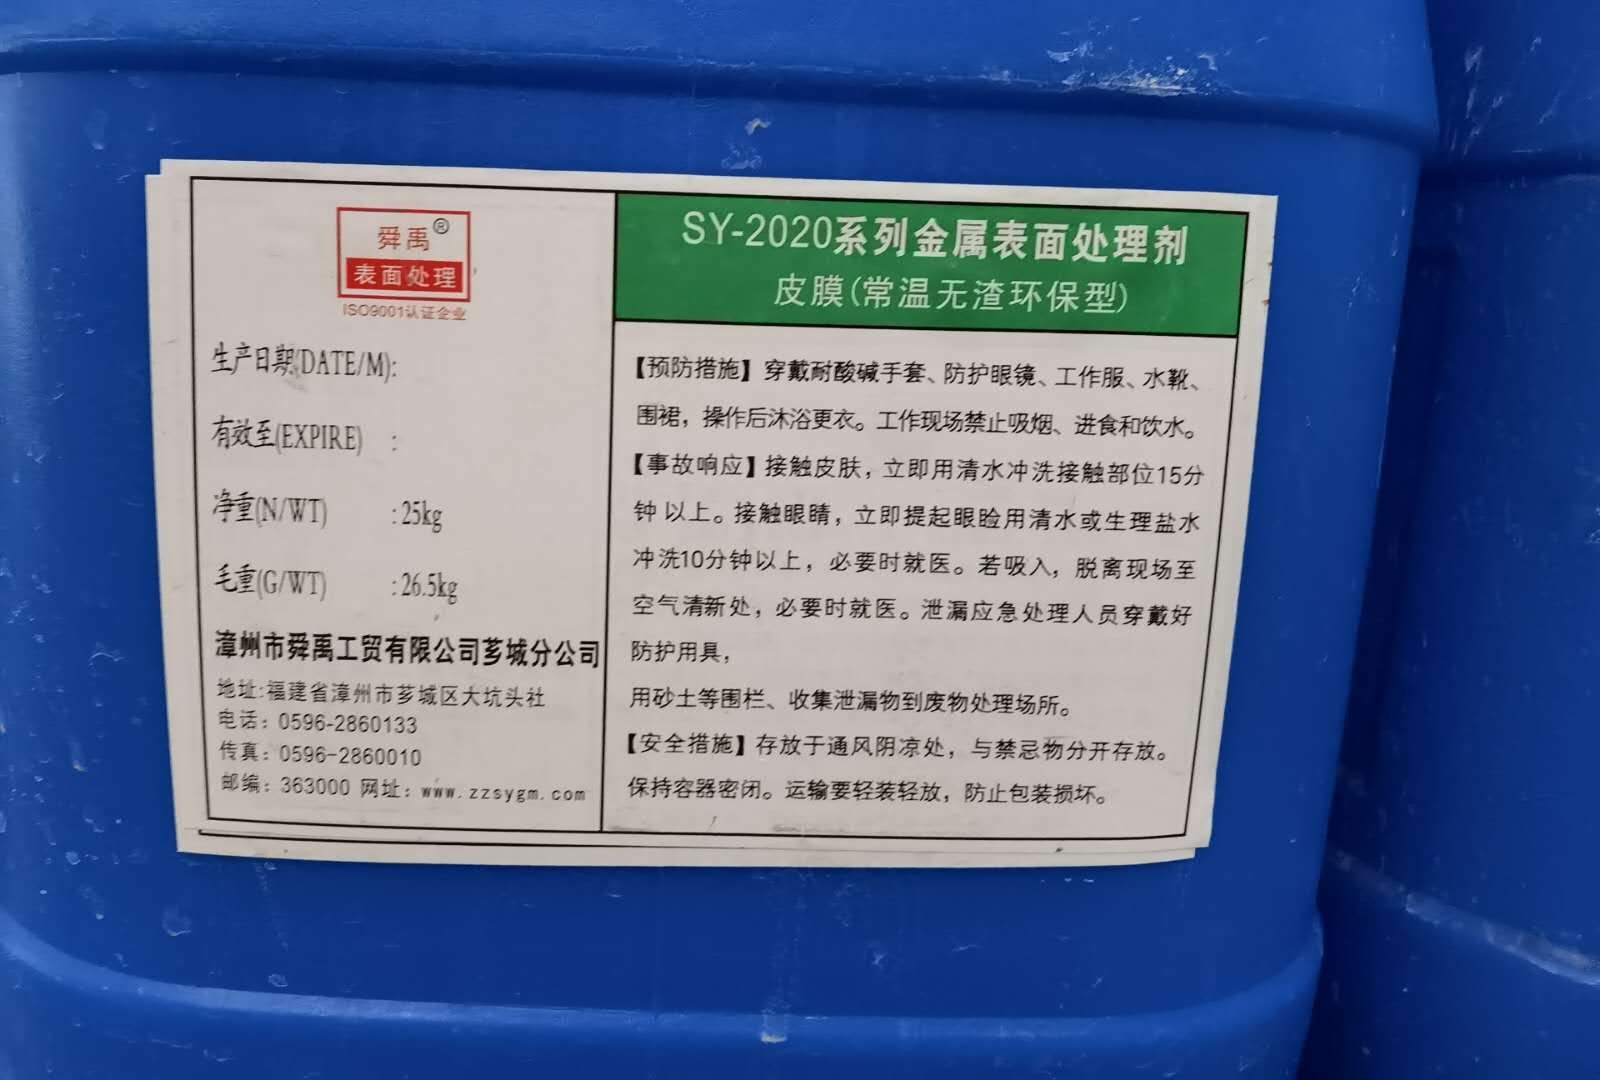 舜禹®
表面处理
ISO9001认证企业
生产日期(DATE/M):
有效至(EXPIRE) :
净重(N/WT) : 25kg
毛重(G/WT) : 26.5kg
漳州市舜禹工贸有限公司芗城分公司
地址:福建省漳州市芗城区大坑头社
电话: 0596-2860133
传真: 0596-2860010
邮编: 363000 网址: www.zzsygm.com
SY-2020系列金属表面处理剂
皮膜(常温无渣环保型)
【预防措施】穿戴耐酸碱手套、防护眼镜、工作服、水靴、
围裙，操作后沐浴更衣。工作现场禁止吸烟、进食和饮水。
【事故响应】接触皮肤，立即用清水冲洗接触部位15分
钟以上。接触眼睛，立即提起眼睑用清水或生理盐水
冲洗10分钟以上，必要时就医。若吸入，脱离现场至
空气清新处，必要时就医。泄漏应急处理人员穿戴好
防护用具，
用砂土等围栏、收集泄漏物到废物处理场所。
【安全措施】存放于通风阴凉处，与禁忌物分开存放。
保持容器密闭。运输要轻装轻放，防止包装损坏。